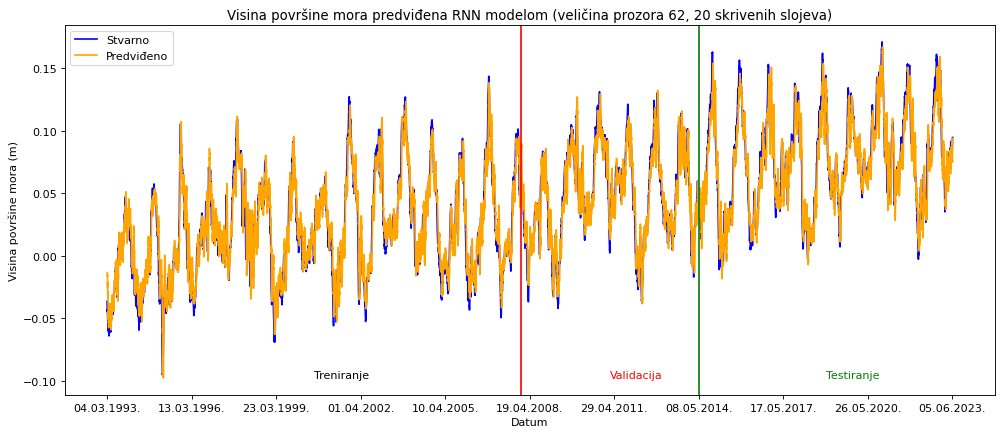 Visina površine mora predviđena RNN modelom (veličina prozora 62, 20 skrivenih slojeva)
Stvarno
Predviđeno
Visina površine mora (m)
0.15
0.10
0.05
0.00
−0.05
−0.10
Treniranje
Validacija
Testiranje
04.03.1993.
13.03.1996.
23.03.1999.
01.04.2002.
10.04.2005.
19.04.2008.
29.04.2011.
08.05.2014.
17.05.2017.
26.05.2020.
05.06.2023.
Datum